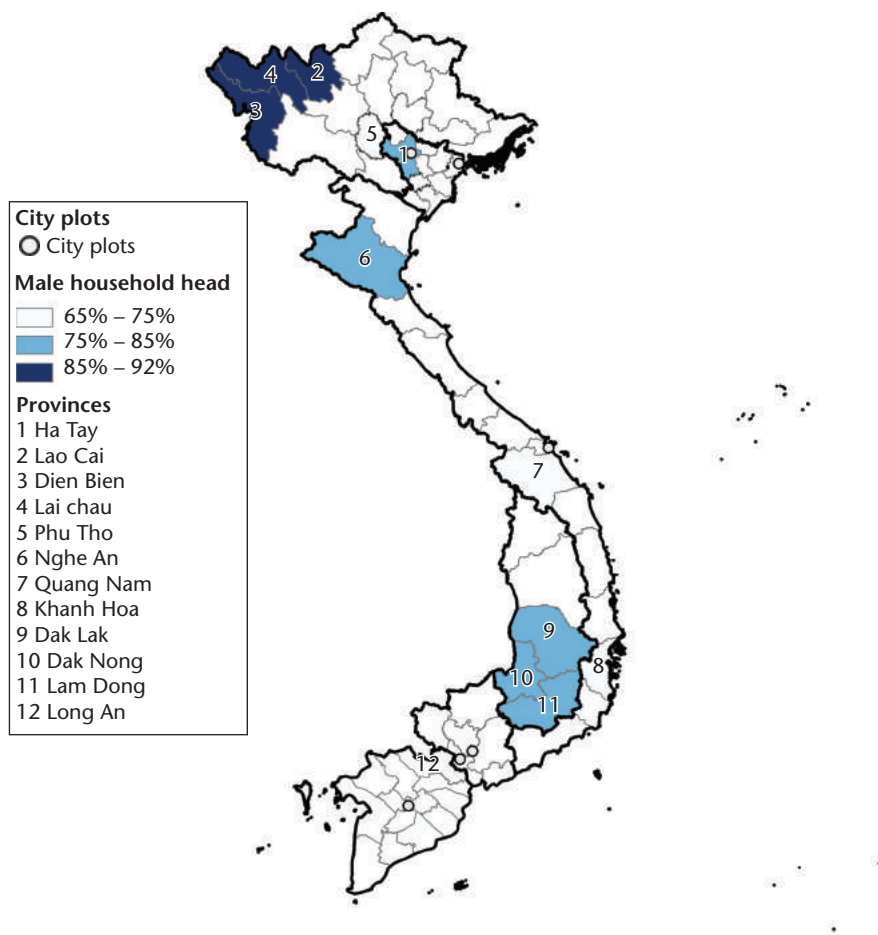 4
2
3
5
1
6
7
9
8
10
11
12
City plots
City plots
Male household head
65% – 75%
75% – 85%
85% – 92%
Provinces
1 Ha Tay
2 Lao Cai
3 Dien Bien
4 Lai chau
5 Phu Tho
6 Nghe An
7 Quang Nam
8 Khanh Hoa
9 Dak Lak
10 Dak Nong
11 Lam Dong
12 Long An